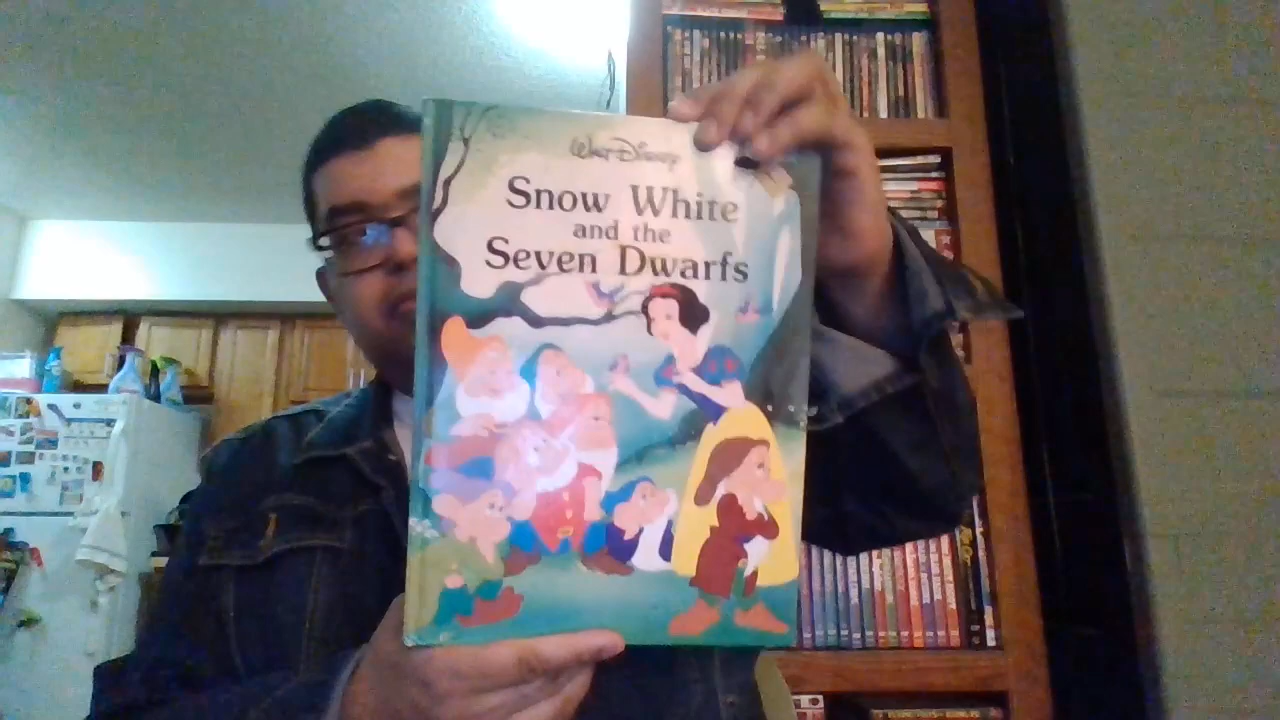 Walt Disney
Snow White
and the
Seven Dwarfs